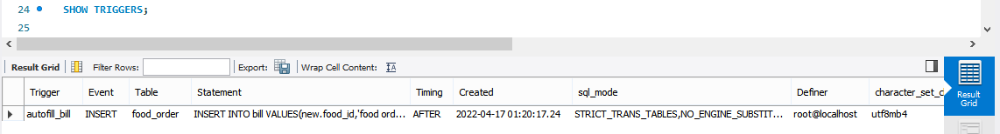 24 SHOW TRIGGERS;
25
Result Grid Filter Rows: Export: Wrap Cell Content: IA
Trigger Event Table Statement Timing Created sql_mode Definer character_set_c
autofill_bill INSERT food_order INSERT INTO bill VALUES(new.food_id,'food ord... AFTER 2022-04-17 01:20:17.24 STRICT_TRANS_TABLES,NO_ENGINE_SUBSTIT... root@localhost utf8mb4
Result
Grid